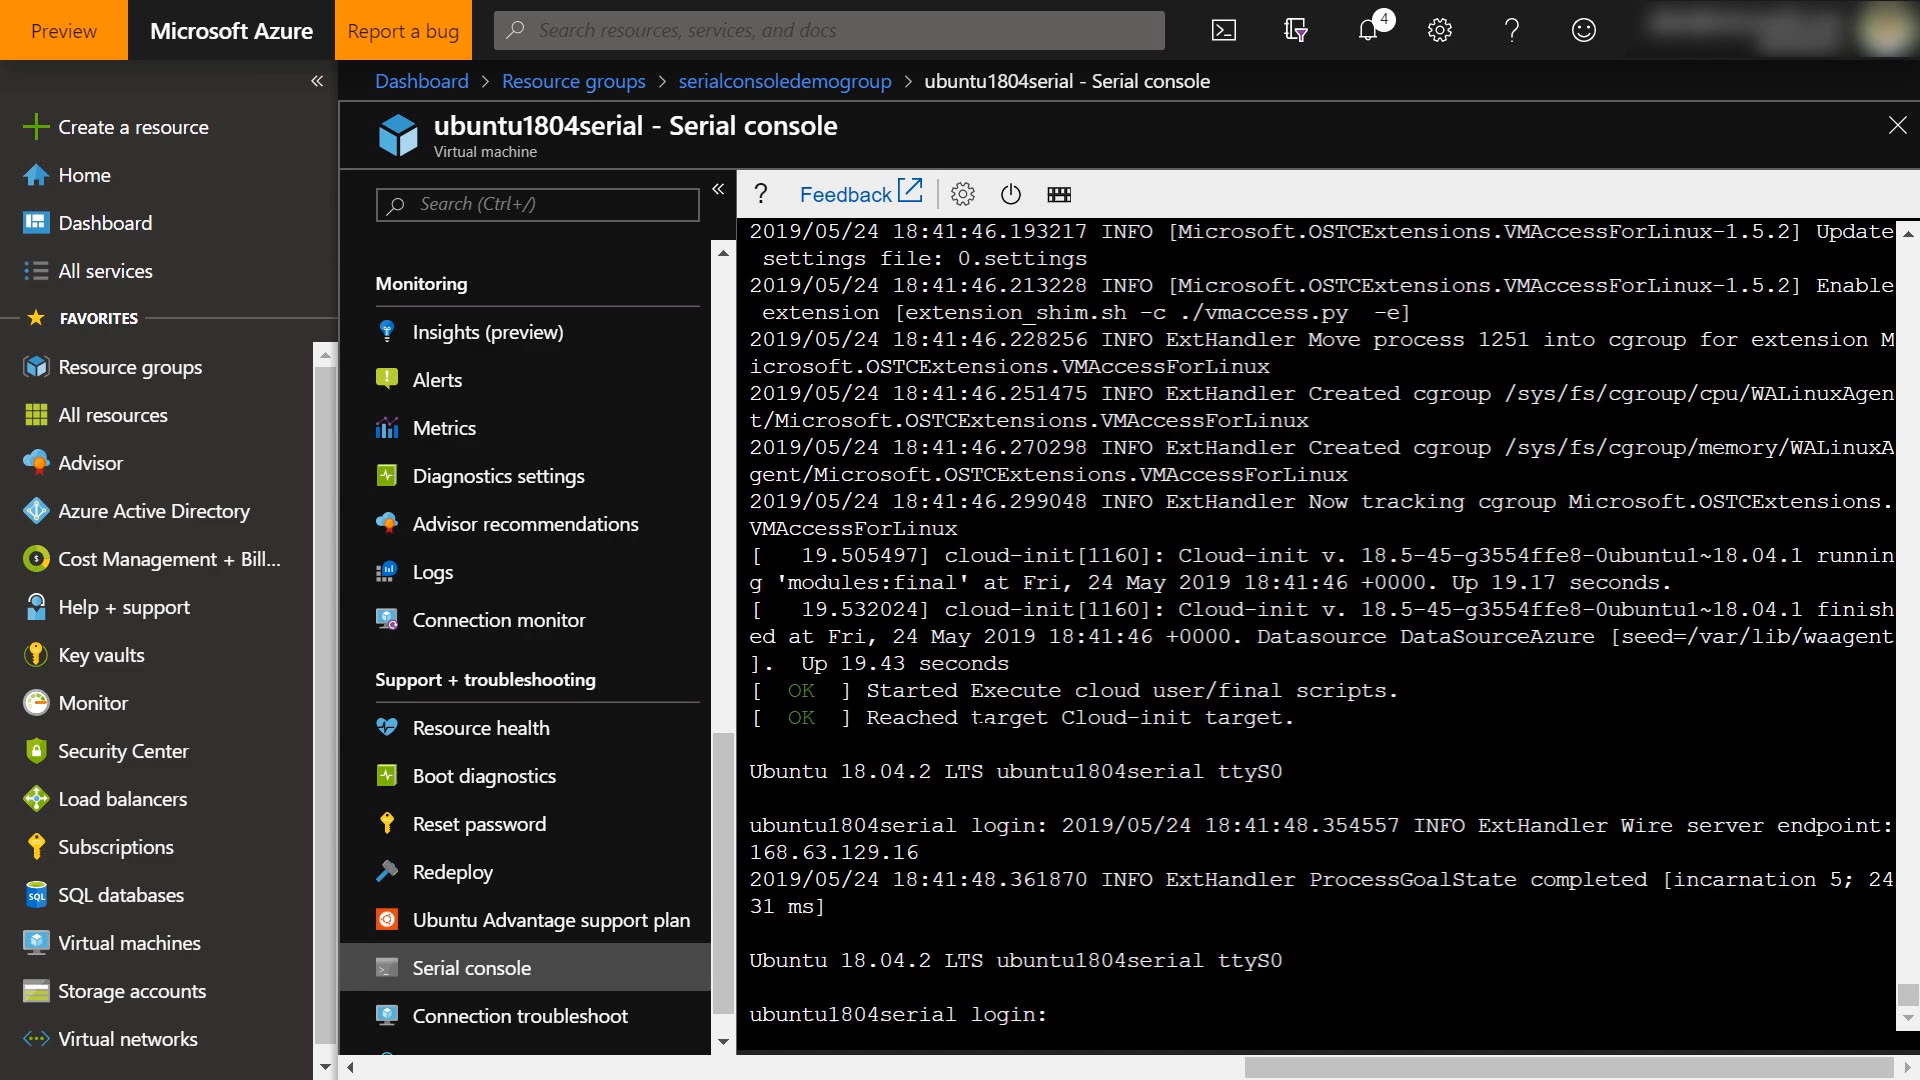 Preview
Microsoft Azure
Report a bug
Search resources, services, and docs
4
Dashboard > Resource groups > serialconsoledemogroup > ubuntu1804serial - Serial console
Create a resource
Home
Dashboard
All services
FAVORITES
Resource groups
All resources
Advisor
Azure Active Directory
Cost Management + Bill...
Help + support
Key vaults
Monitor
Security Center
Load balancers
Subscriptions
SQL databases
Virtual machines
Storage accounts
Virtual networks
ubuntu1804serial - Serial console
Virtual machine
Search (Ctrl+/)
Monitoring
Insights (preview)
Alerts
Metrics
Diagnostics settings
Advisor recommendations
Logs
Connection monitor
Support + troubleshooting
Resource health
Boot diagnostics
Reset password
Redeploy
Ubuntu Advantage support plan
Serial console
Connection troubleshoot
? Feedback
2019/05/24 18:41:46.193217 INFO [Microsoft.OSTCExtensions.VMAccessForLinux-1.5.2] Update
settings file: 0.settings
2019/05/24 18:41:46.213228 INFO [Microsoft.OSTCExtensions.VMAccessForLinux-1.5.2] Enable
extension [extension_shim.sh -c ./vmaccess.py  -e]
2019/05/24 18:41:46.228256 INFO ExtHandler Move process 1251 into cgroup for extension M
icrosoft.OSTCExtensions.VMAccessForLinux
2019/05/24 18:41:46.251475 INFO ExtHandler Created cgroup /sys/fs/cgroup/cpu/WALinuxAgen
t/Microsoft.OSTCExtensions.VMAccessForLinux
2019/05/24 18:41:46.270298 INFO ExtHandler Created cgroup /sys/fs/cgroup/memory/WALinuxA
gent/Microsoft.OSTCExtensions.VMAccessForLinux
2019/05/24 18:41:46.299048 INFO ExtHandler Now tracking cgroup Microsoft.OSTCExtensions.
VMAccessForLinux
[   19.505497] cloud-init[1160]: Cloud-init v. 18.5-45-g3554ffe8-0ubuntu1~18.04.1 runnin
g 'modules:final' at Fri, 24 May 2019 18:41:46 +0000. Up 19.17 seconds.
[   19.532024] cloud-init[1160]: Cloud-init v. 18.5-45-g3554ffe8-0ubuntu1~18.04.1 finish
ed at Fri, 24 May 2019 18:41:46 +0000. Datasource DataSourceAzure [seed=/var/lib/waagent
].  Up 19.43 seconds
[  OK  ] Started Execute cloud user/final scripts.
[  OK  ] Reached target Cloud-init target.
Ubuntu 18.04.2 LTS ubuntu1804serial ttyS0
ubuntu1804serial login: 2019/05/24 18:41:48.354557 INFO ExtHandler Wire server endpoint:
168.63.129.16
2019/05/24 18:41:48.361870 INFO ExtHandler ProcessGoalState completed [incarnation 5; 24
31 ms]
Ubuntu 18.04.2 LTS ubuntu1804serial ttyS0
ubuntu1804serial login: